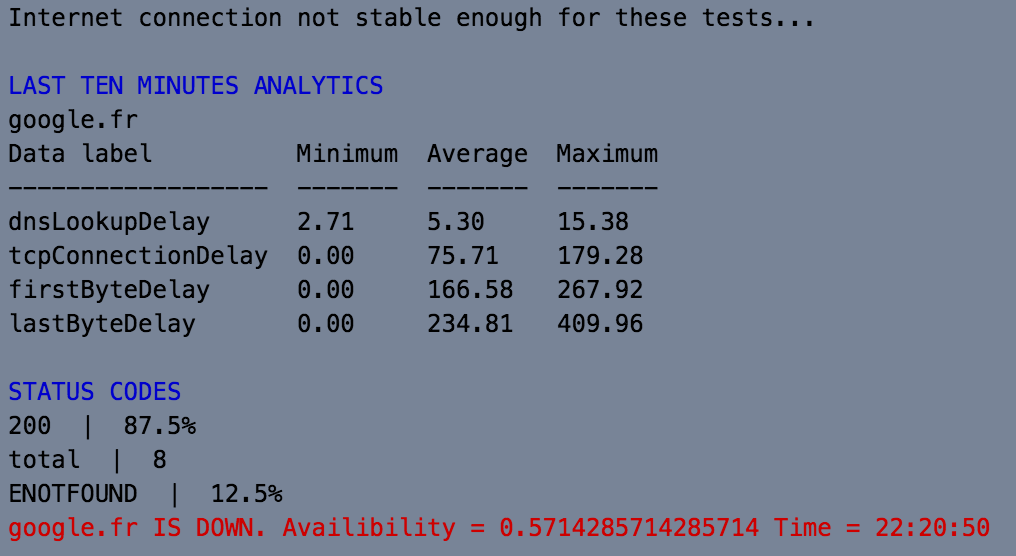 Internet connection not stable enough for these tests...
LAST TEN MINUTES ANALYTICS
google.fr
Data label          Minimum  Average  Maximum
------------------  -------  -------  -------
dnsLookupDelay      2.71     5.30     15.38
tcpConnectionDelay  0.00     75.71    179.28
firstByteDelay      0.00     166.58   267.92
lastByteDelay       0.00     234.81   409.96
STATUS CODES
200  |  87.5%
total  |  8
ENOTFOUND  |  12.5%
google.fr IS DOWN. Availibility = 0.5714285714285714 Time = 22:20:50